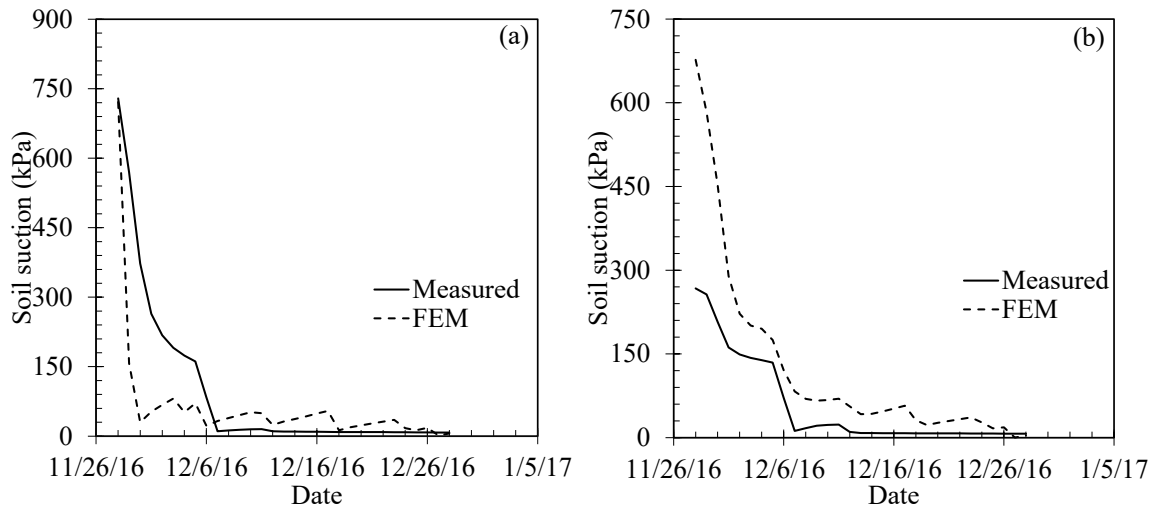 (a)
900
750
600
450
300
150
0
Soil suction (kPa)
Measured
FEM
11/26/16 12/6/16 12/16/16 12/26/16 1/5/17
Date
(b)
750
600
450
300
150
0
Soil suction (kPa)
Measured
FEM
11/26/16 12/6/16 12/16/16 12/26/16 1/5/17
Date